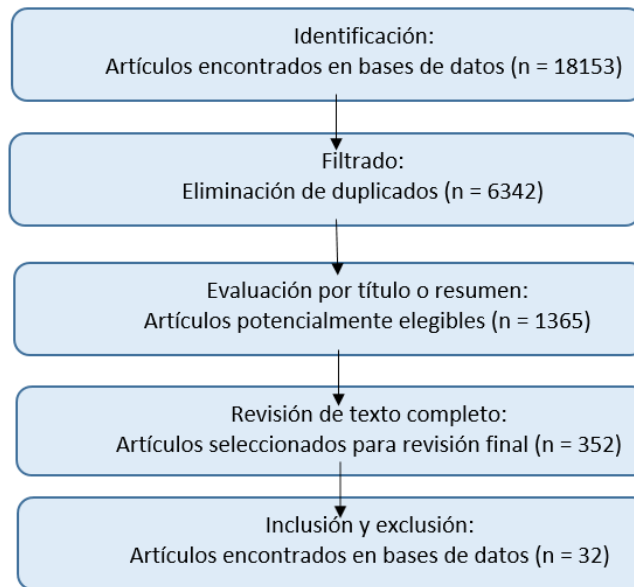 Identificación:
Artículos encontrados en bases de datos (n = 18153)
Filtrado:
Eliminación de duplicados (n = 6342)
Evaluación por título o resumen:
Artículos potencialmente elegibles (n = 1365)
Revisión de texto completo:
Artículos seleccionados para revisión final (n = 352)
Inclusión y exclusión:
Artículos encontrados en bases de datos (n = 32)